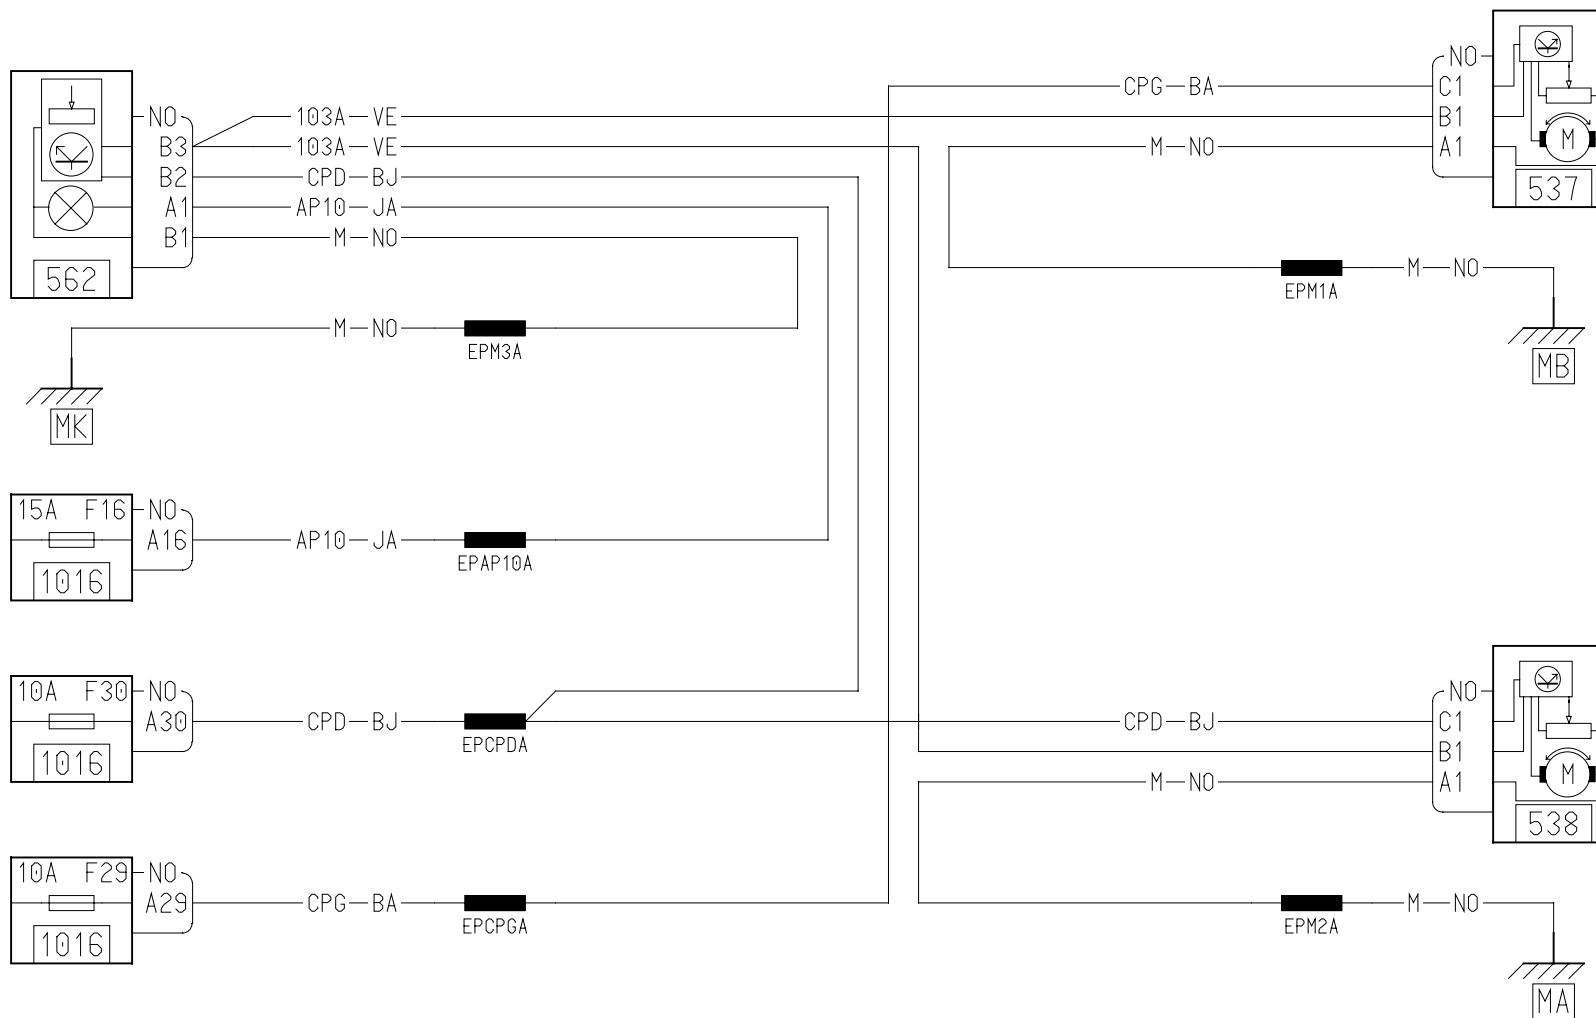 NO
NO
CPG BA C1
NO 103A VE B1
B3 103A VE M NO A1 M
B2 CPD BJ 537
A1 AP10 JA
B1 M NO
562 M NO
EPM1A
M NO
EPM3A MB
MK
15A F16 NO
A16 AP10 JA
EPAP10A
1016
10A F30 NO NO
A30 CPD BJ CPD BJ C1
EPCPDA B1
1016 M NO A1 M
538
10A F29 NO
A29 CPG BA M NO
EPCPGA EPM2A
1016
MA